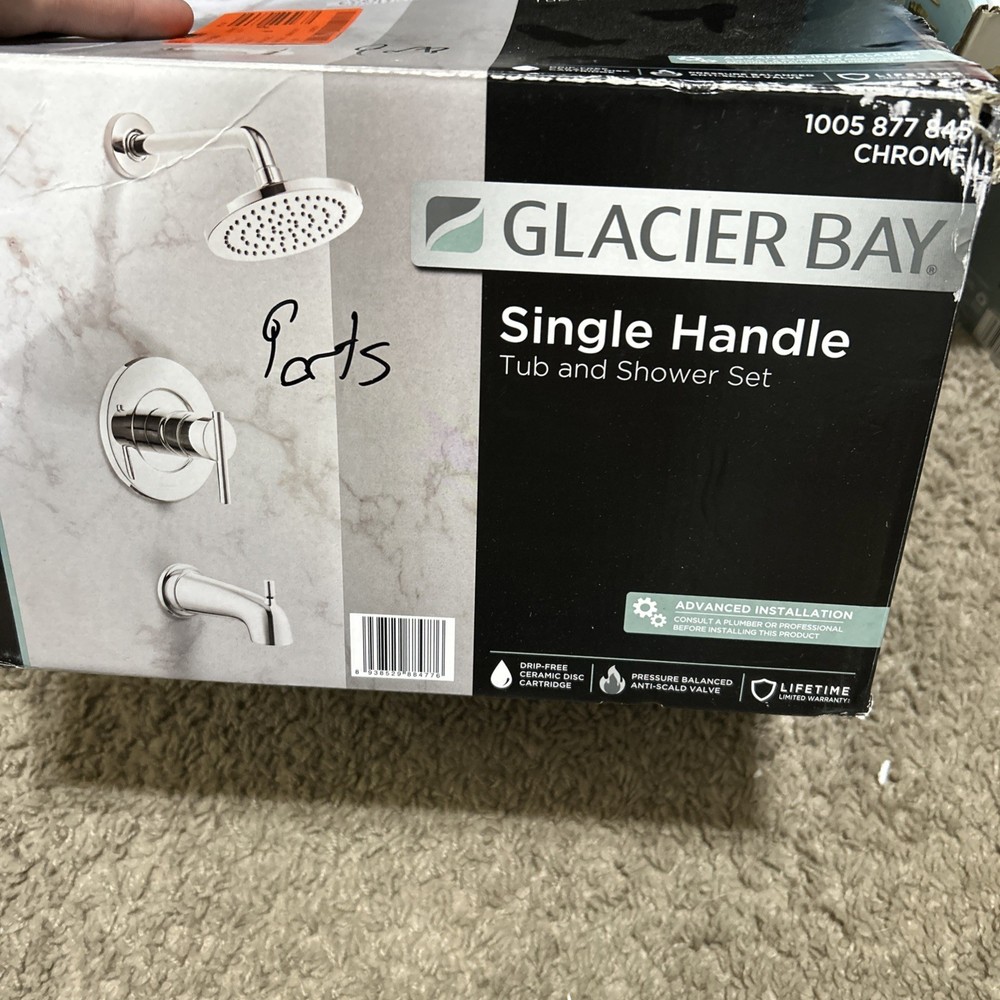 1005 877 845
CHROME
GLACIER BAY®
Single Handle
Tub and Shower Set
Parts
ADVANCED INSTALLATION
CONSULT A PLUMBER OR PROFESSIONAL
BEFORE INSTALLING THIS PRODUCT
DRIP-FREE
CERAMIC DISC
CARTRIDGE
PRESSURE BALANCED
ANTI-SCALD VALVE
LIFETIME
LIMITED WARRANTY